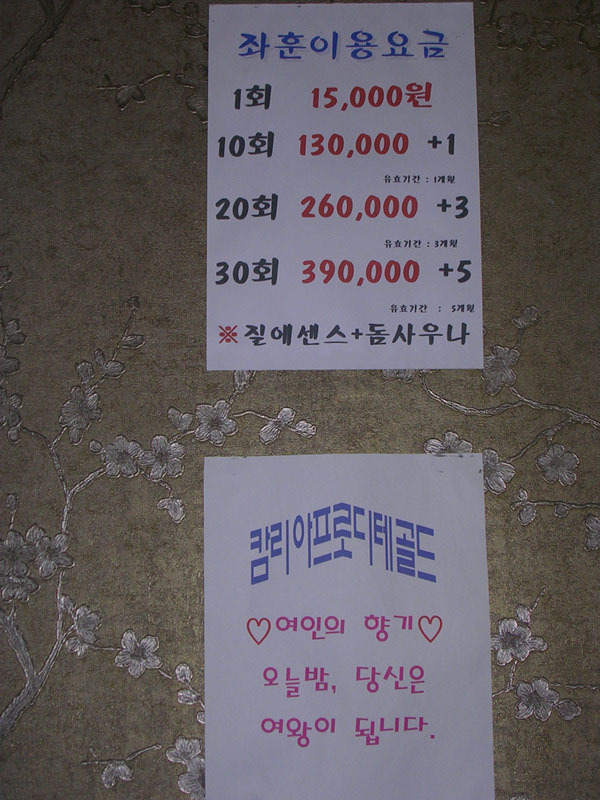 좌훈이용요금
1회 15,000원
10회 130,000 +1
유효기간 : 1개월
20회 260,000 +3
유효기간 : 3개월
30회 390,000 +5
유효기간 : 5개월
※질에센스+돔사우나
캄리아프로디테골드
♡여인의 향기♡
오늘밤, 당신은
여왕이 됩니다.